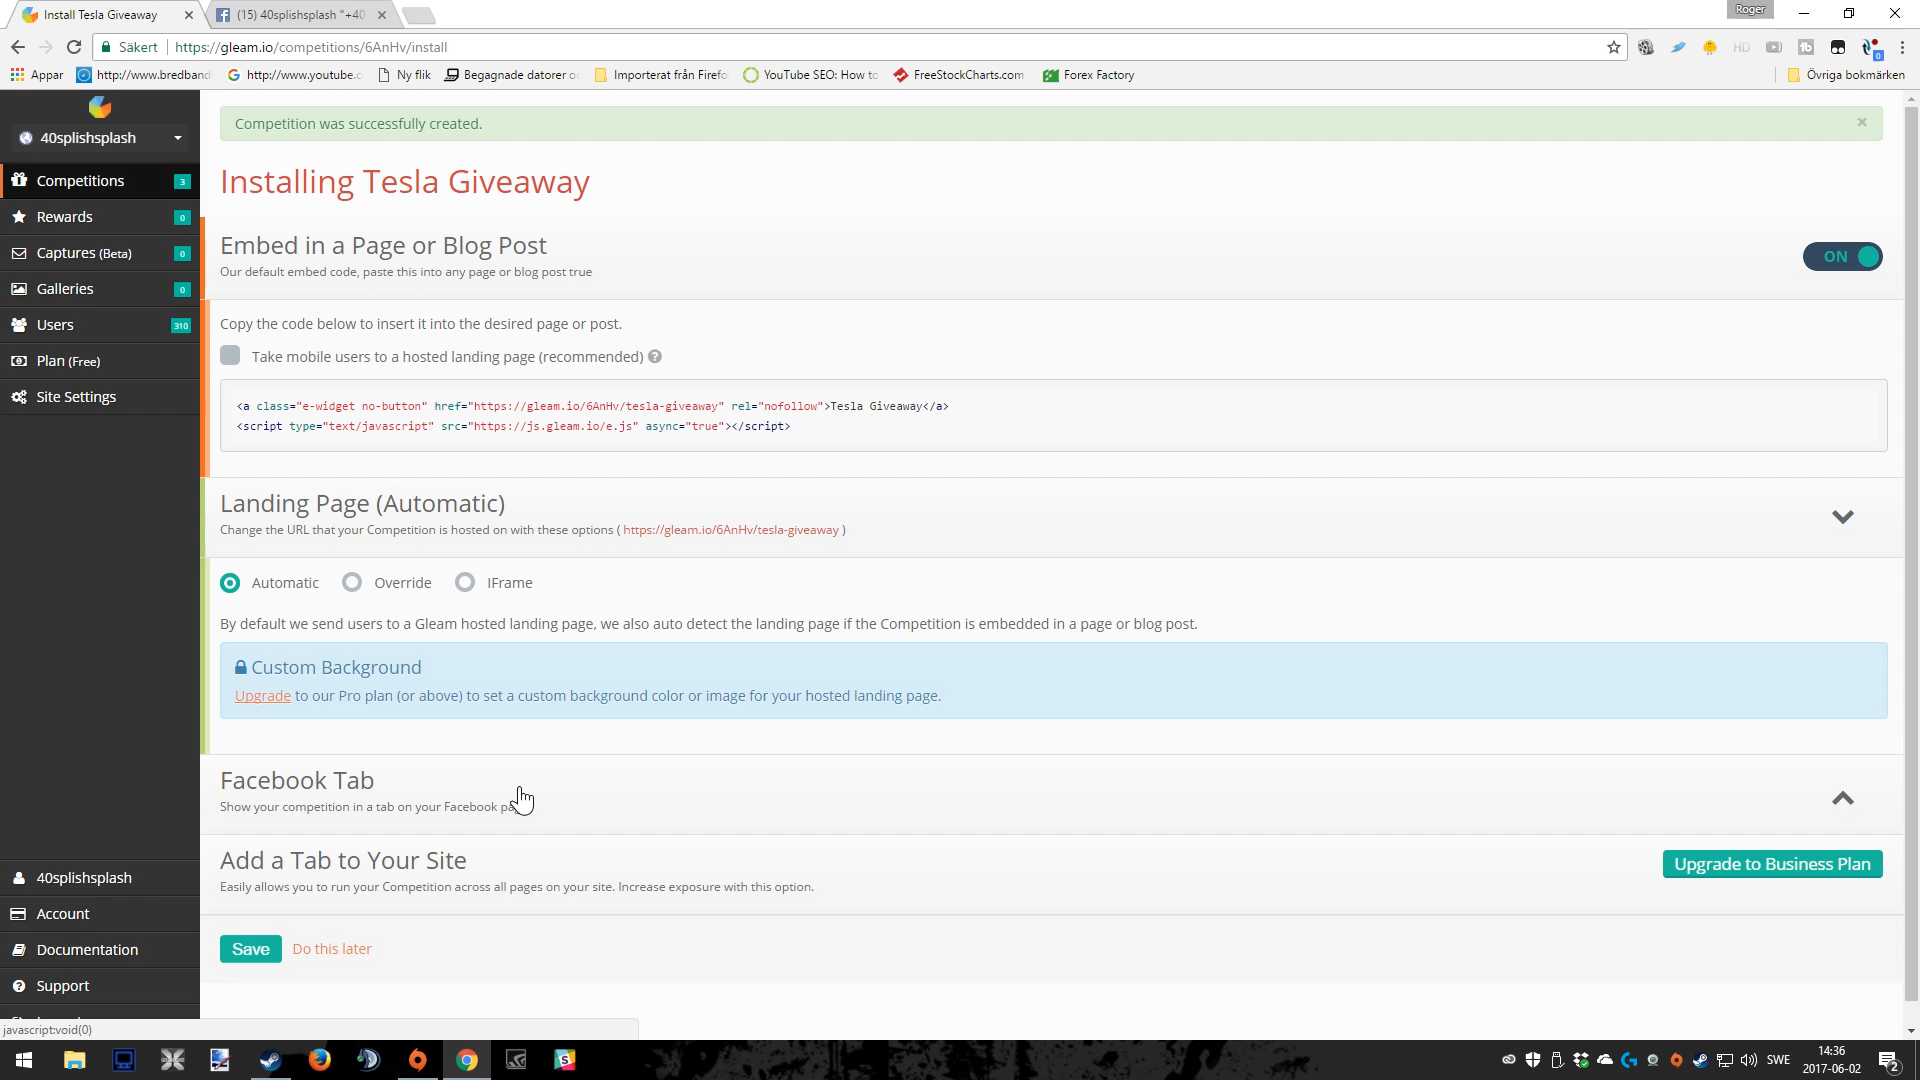 Install Tesla Giveaway
(15) 40splishsplash "+40
Roger
Säkert
https://gleam.io/competitions/6AnHv/install
Appar
http://www.bredband
http://www.youtube.c
Ny flik
Begagnade datorer o
Importerat från Firefo
YouTube SEO: How to
FreeStockCharts.com
Forex Factory
Övriga bokmärken
40splishsplash
Competitions 3
Rewards 0
Captures (Beta) 0
Galleries 0
Users 310
Plan (Free)
Site Settings
Competition was successfully created.
Installing Tesla Giveaway
Embed in a Page or Blog Post
Our default embed code, paste this into any page or blog post true
ON
Copy the code below to insert it into the desired page or post.
Take mobile users to a hosted landing page (recommended) ?
<a class="e-widget no-button" href="https://gleam.io/6AnHv/tesla-giveaway" rel="nofollow">Tesla Giveaway</a>
<script type="text/javascript" src="https://js.gleam.io/e.js" async="true"></script>
Landing Page (Automatic)
Change the URL that your Competition is hosted on with these options ( https://gleam.io/6AnHv/tesla-giveaway )
Automatic
Override
IFrame
By default we send users to a Gleam hosted landing page, we also auto detect the landing page if the Competition is embedded in a page or blog post.
Custom Background
Upgrade to our Pro plan (or above) to set a custom background color or image for your hosted landing page.
Facebook Tab
Show your competition in a tab on your Facebook
Add a Tab to Your Site
Easily allows you to run your Competition across all pages on your site. Increase exposure with this option.
Upgrade to Business Plan
Save
Do this later
40splishsplash
Account
Documentation
Support
javascript:void(0)
SWE
14:36
2017-06-02
2